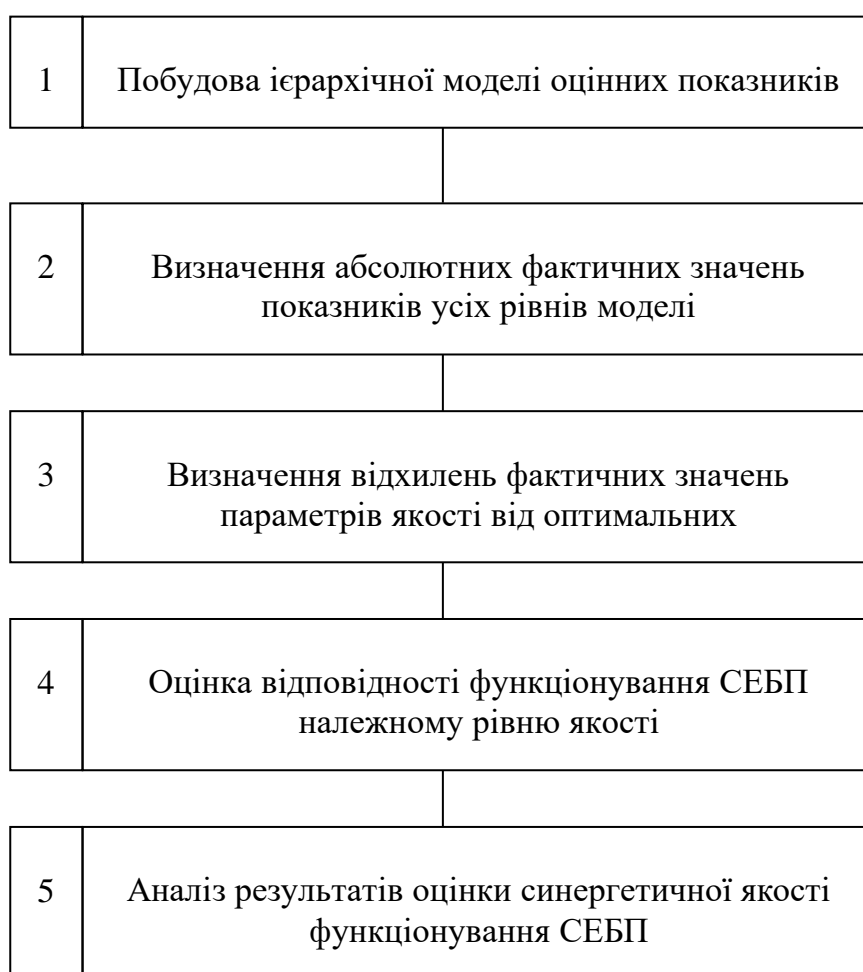 1 Побудова ієрархічної моделі оцінних показників
2 Визначення абсолютних фактичних значень
показників усіх рівнів моделі
3 Визначення відхилень фактичних значень
параметрів якості від оптимальних
4 Оцінка відповідності функціонування СЕБП
належному рівню якості
5 Аналіз результатів оцінки синергетичної якості
функціонування СЕБП